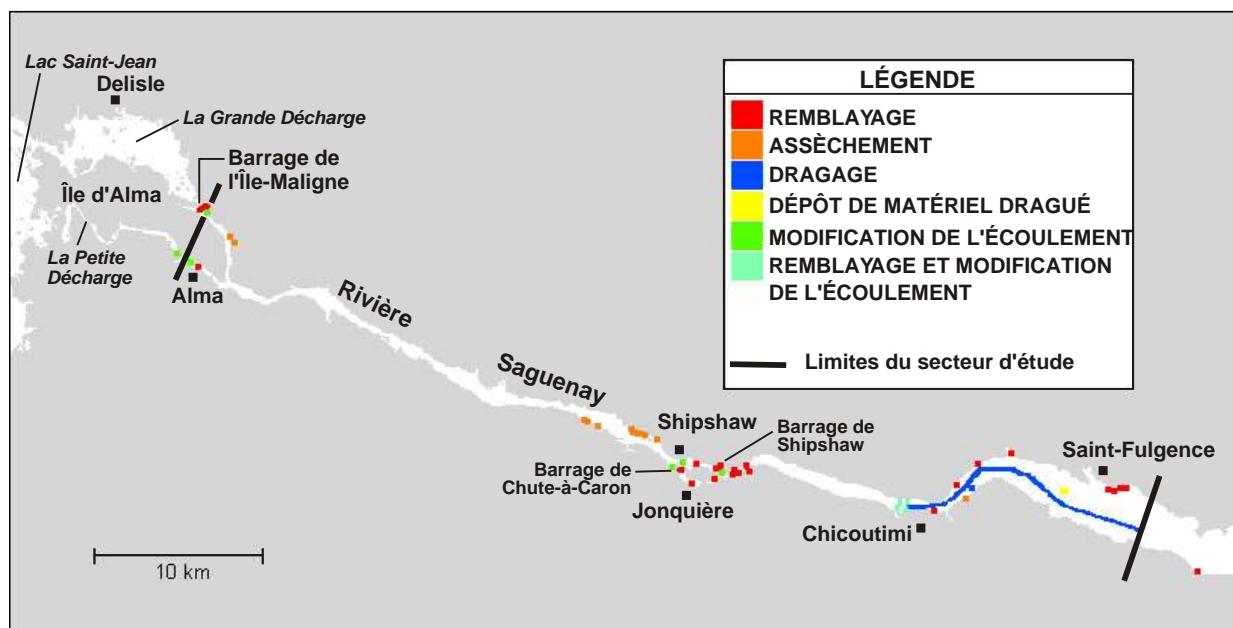 Lac Saint-Jean
Delisle
La Grande Décharge
Barrage de
l'Île-Maligne
Île d'Alma
La Petite
Décharge
Alma
Rivière
Saguenay
Shipshaw
Barrage de
Shipshaw
Barrage de
Chute-à-Caron
Jonquière
Chicoutimi
Saint-Fulgence
10 km
LÉGENDE
REMBLAYAGE
ASSÈCHEMENT
DRAGAGE
DÉPÔT DE MATÉRIEL DRAGUÉ
MODIFICATION DE L'ÉCOULEMENT
REMBLAYAGE ET MODIFICATION
DE L'ÉCOULEMENT
Limites du secteur d'étude